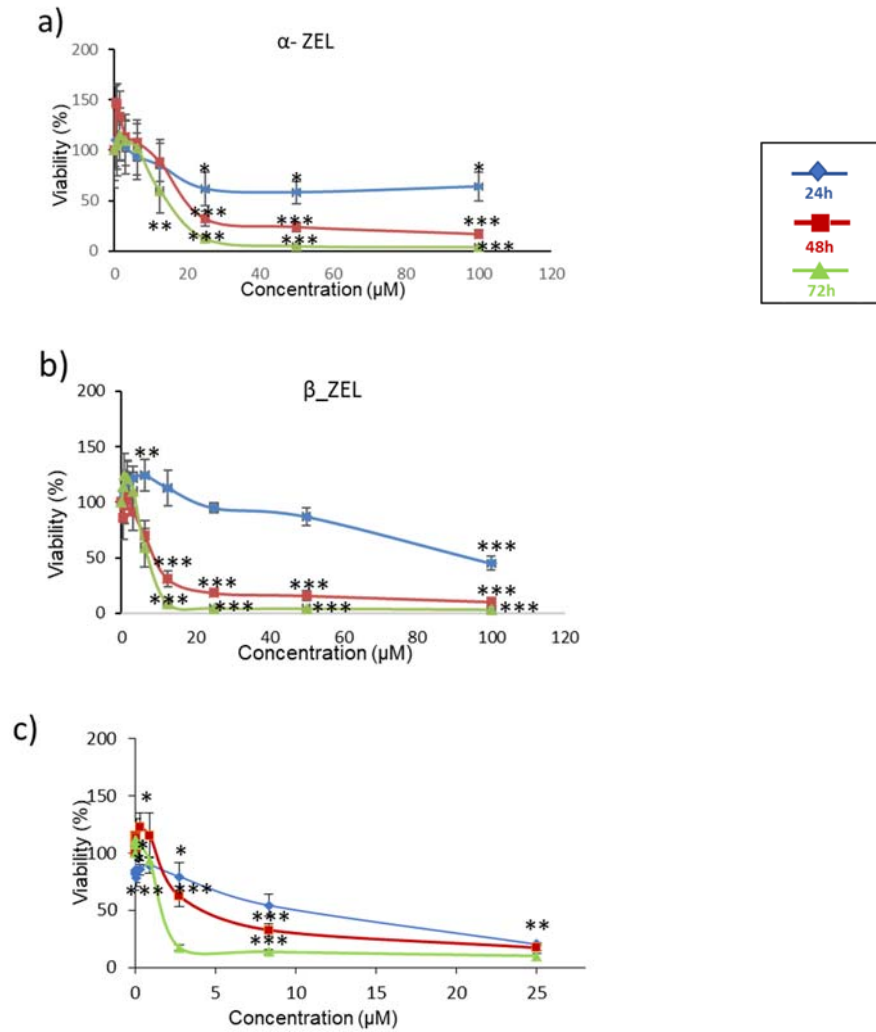 a)
α- ZEL
200
150
100
50
0
Viability (%)
*
*
*
**
***
***
***
***
***
***
0 20 40 60 80 100 120
Concentration (µM)
24h
48h
72h
b)
β_ZEL
200
150
100
50
0
Viability (%)
**
***
***
***
***
***
***
***
***
***
0 20 40 60 80 100 120
Concentration (µM)
c)
200
150
100
50
0
Viability (%)
*
*
*
*
***
***
***
***
**
0 5 10 15 20 25
Concentration (µM)